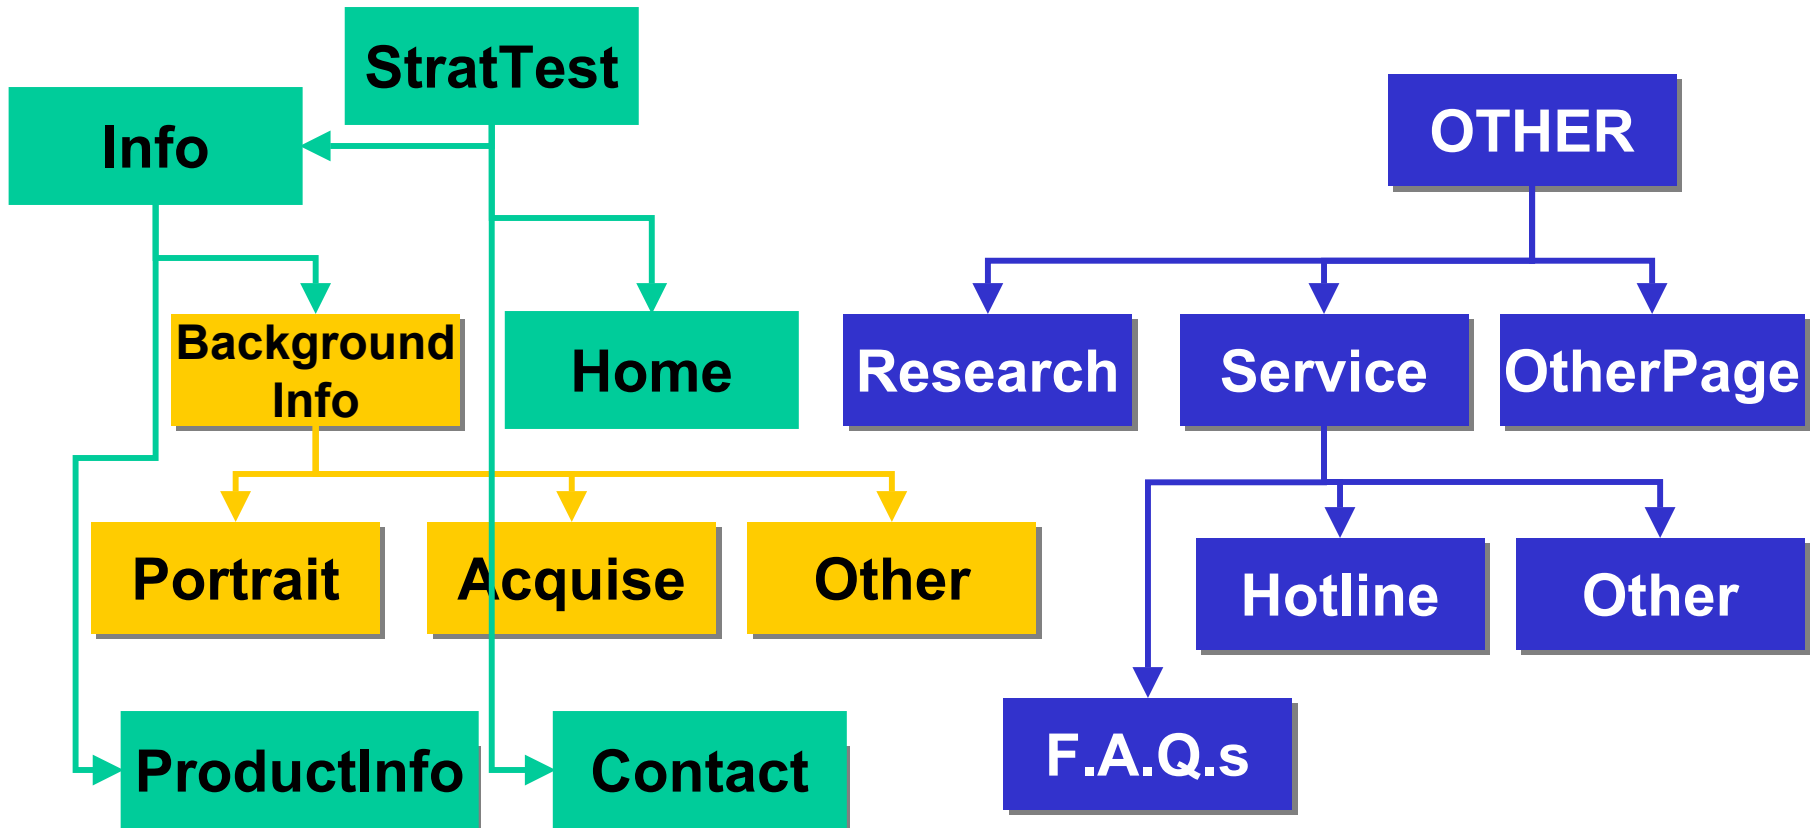 StratTest
Info
OTHER
Background
Info
Home
Research
Service
OtherPage
Portrait
Acquise
Other
Hotline
Other
ProductInfo
Contact
F.A.Q.s